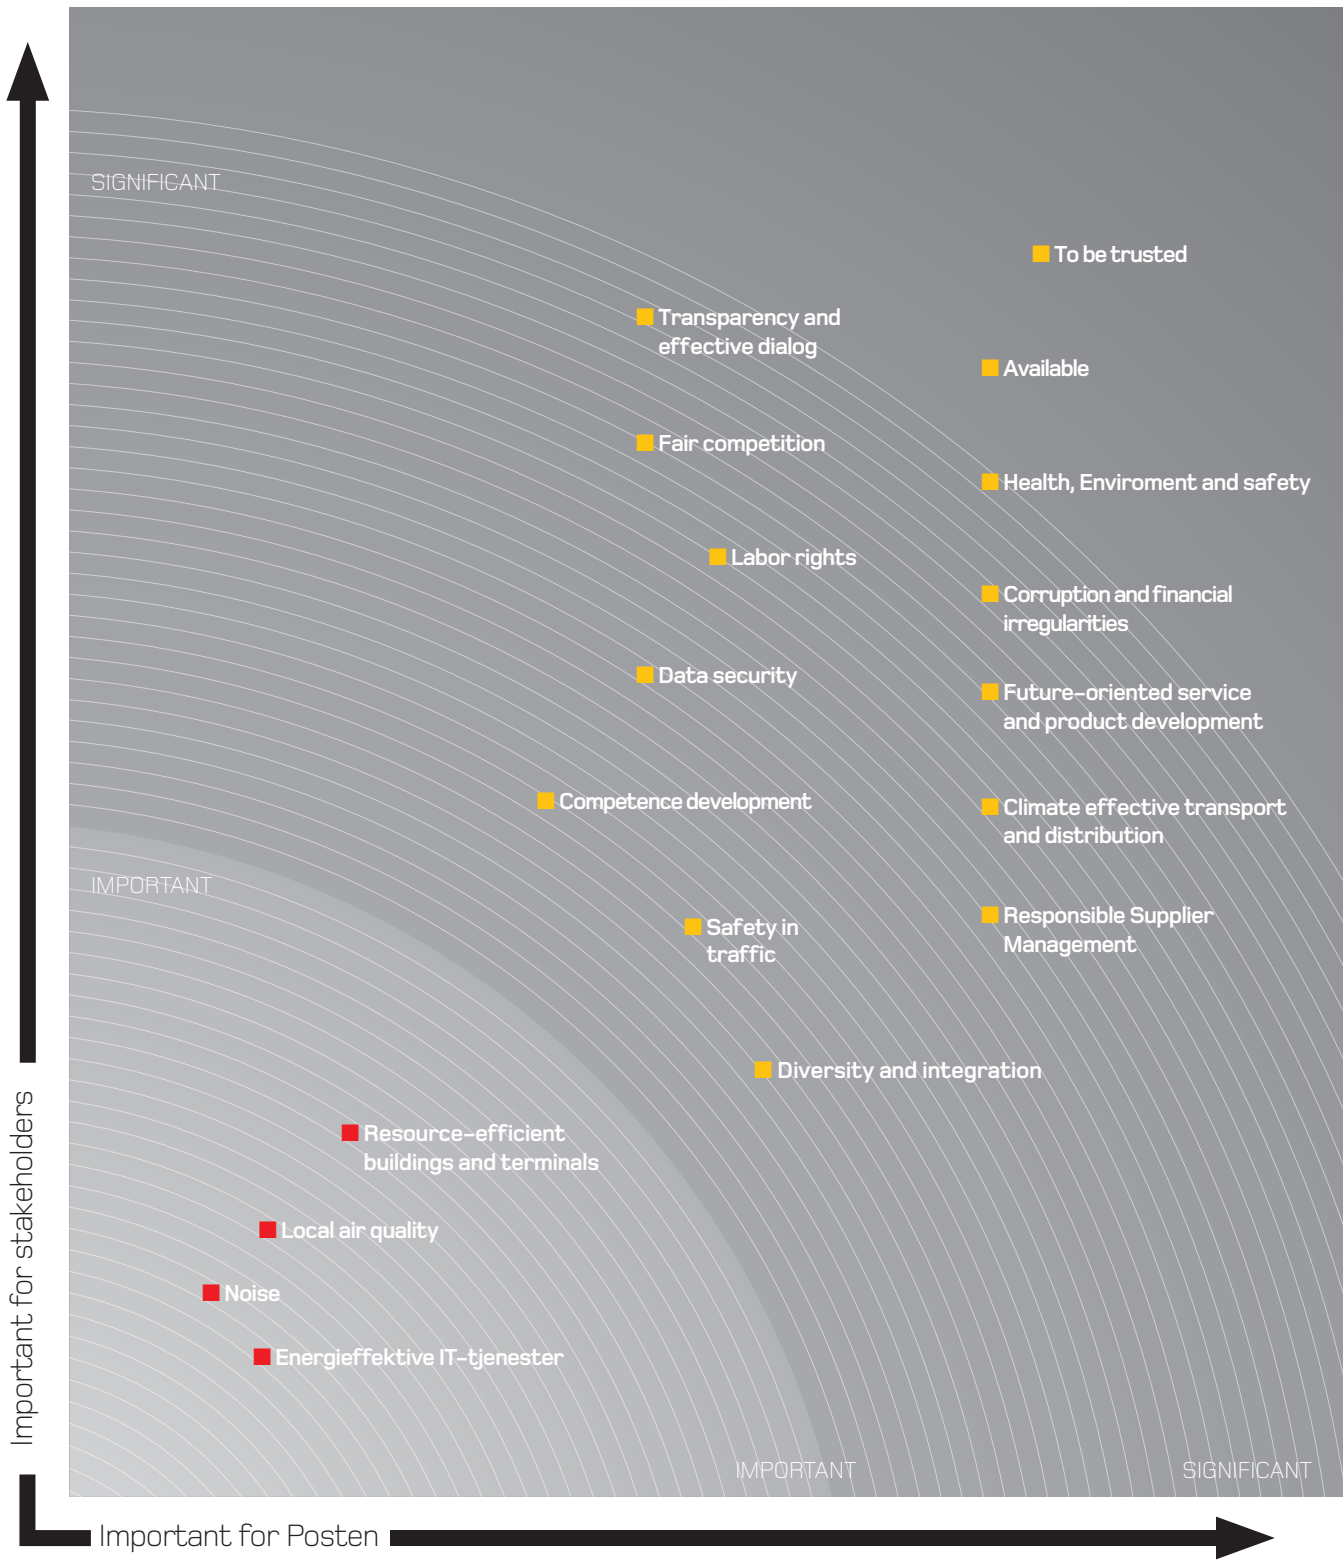 SIGNIFICANT
To be trusted
Transparency and
effective dialog
Available
Fair competition
Health, Enviroment and safety
Labor rights
Corruption and financial
irregularities
Data security
Future-oriented service
and product development
Competence development
Climate effective transport
and distribution
IMPORTANT
Responsible Supplier
Management
Safety in
traffic
Diversity and integration
Resource-efficient
buildings and terminals
Local air quality
Noise
Energieffektive IT-tjenester
IMPORTANT
SIGNIFICANT
Important for stakeholders
Important for Posten